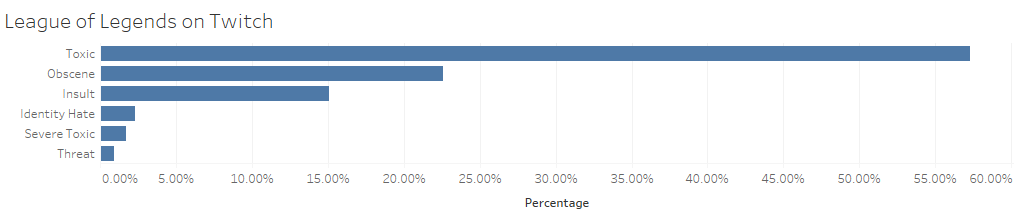 League of Legends on Twitch
Toxic
Obscene
Insult
Identity Hate
Severe Toxic
Threat
0.00% 5.00% 10.00% 15.00% 20.00% 25.00% 30.00% 35.00% 40.00% 45.00% 50.00% 55.00% 60.00%
Percentage